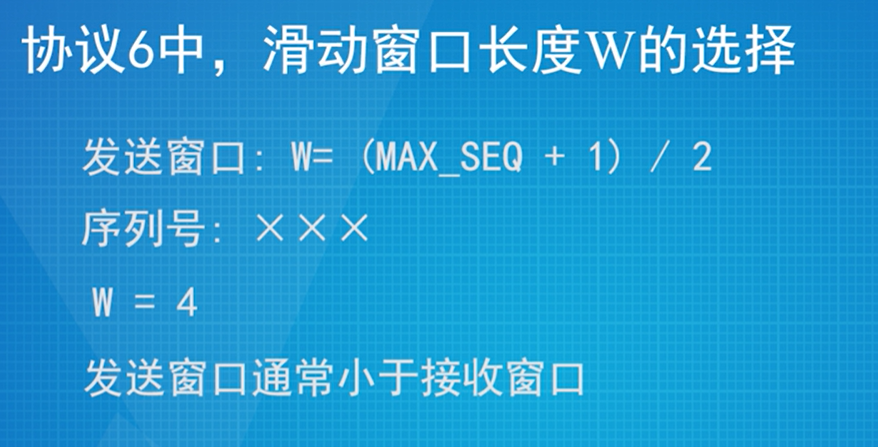 协议6中，滑动窗口长度W的选择
发送窗口: W= (MAX_SEQ + 1) / 2
序列号: ×××
W = 4
发送窗口通常小于接收窗口